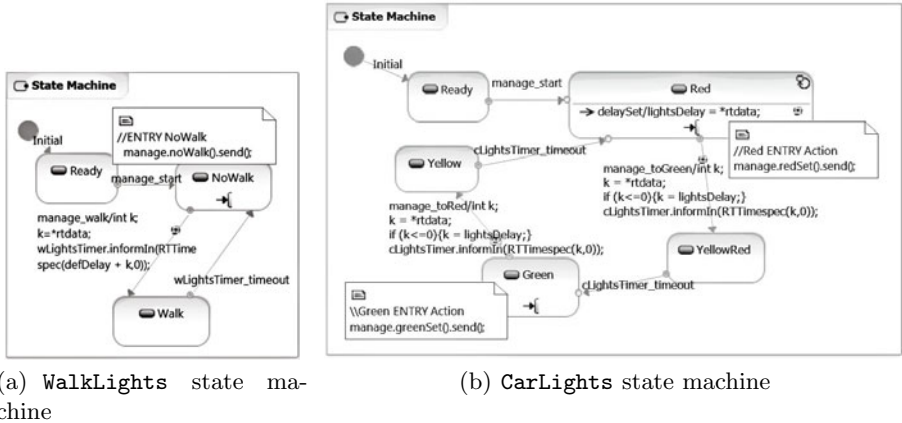 State Machine
Initial
//ENTRY NoWalk
manage.noWalk().send();
Ready
manage_start
NoWalk
manage_walk/int k;
k=*rtdata;
wLightsTimer.informIn(RTTime
spec(defDelay + k,0));
wLightsTimer_timeout
Walk
(a) WalkLights state ma-
chine
State Machine
Initial
Ready
manage_start
Red
delaySet/lightsDelay = *rtdata;
//Red ENTRY Action
manage.redSet().send();
Yellow
cLightsTimer_timeout
manage_toGreen/int k;
k = *rtdata;
if (k<=0){k = lightsDelay;}
cLightsTimer.informIn(RTTimespec(k,0));
manage_toRed/int k;
k = *rtdata;
if (k<=0){k = lightsDelay;}
cLightsTimer.informIn(RTTimespec(k,0));
YellowRed
Green
cLightsTimer_timeout
\\Green ENTRY Action
manage.greenSet().send();
(b) CarLights state machine